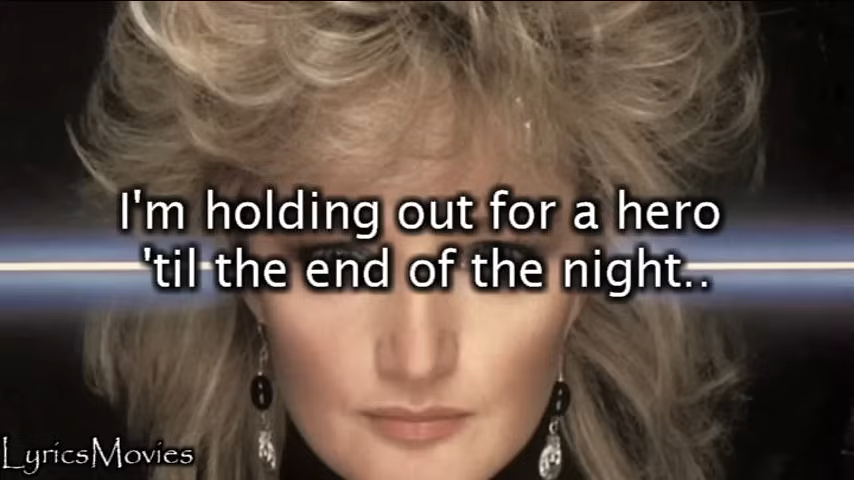 I'm holding out for a hero
'til the end of the night..
LyricsMovies